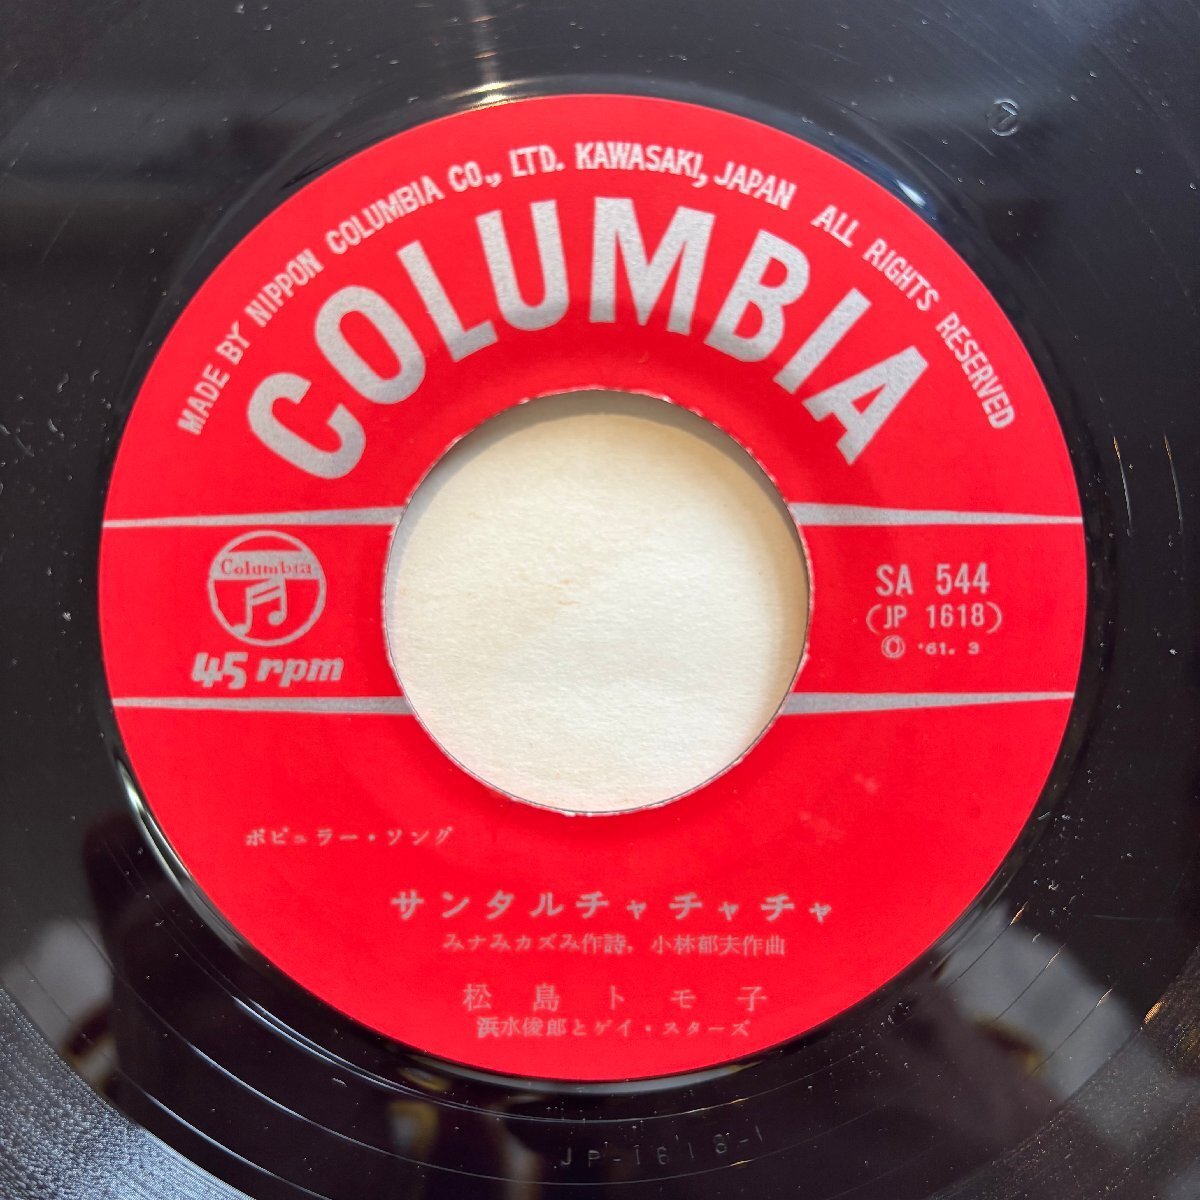 MADE BY NIPPON COLUMBIA CO., LTD. KAWASAKI, JAPAN ALL RIGHTS RESERVED
COLUMBIA
Columbia
45 rpm
SA 544
(JP 1618)
Ⓞ '61. 3
ポピュラー・ソング
サンタルチャチャチャ
みナみカズみ作詩, 小林郁夫作曲
松島トモ子
浜水俊郎とゲイ・スターズ
JP-1618-1